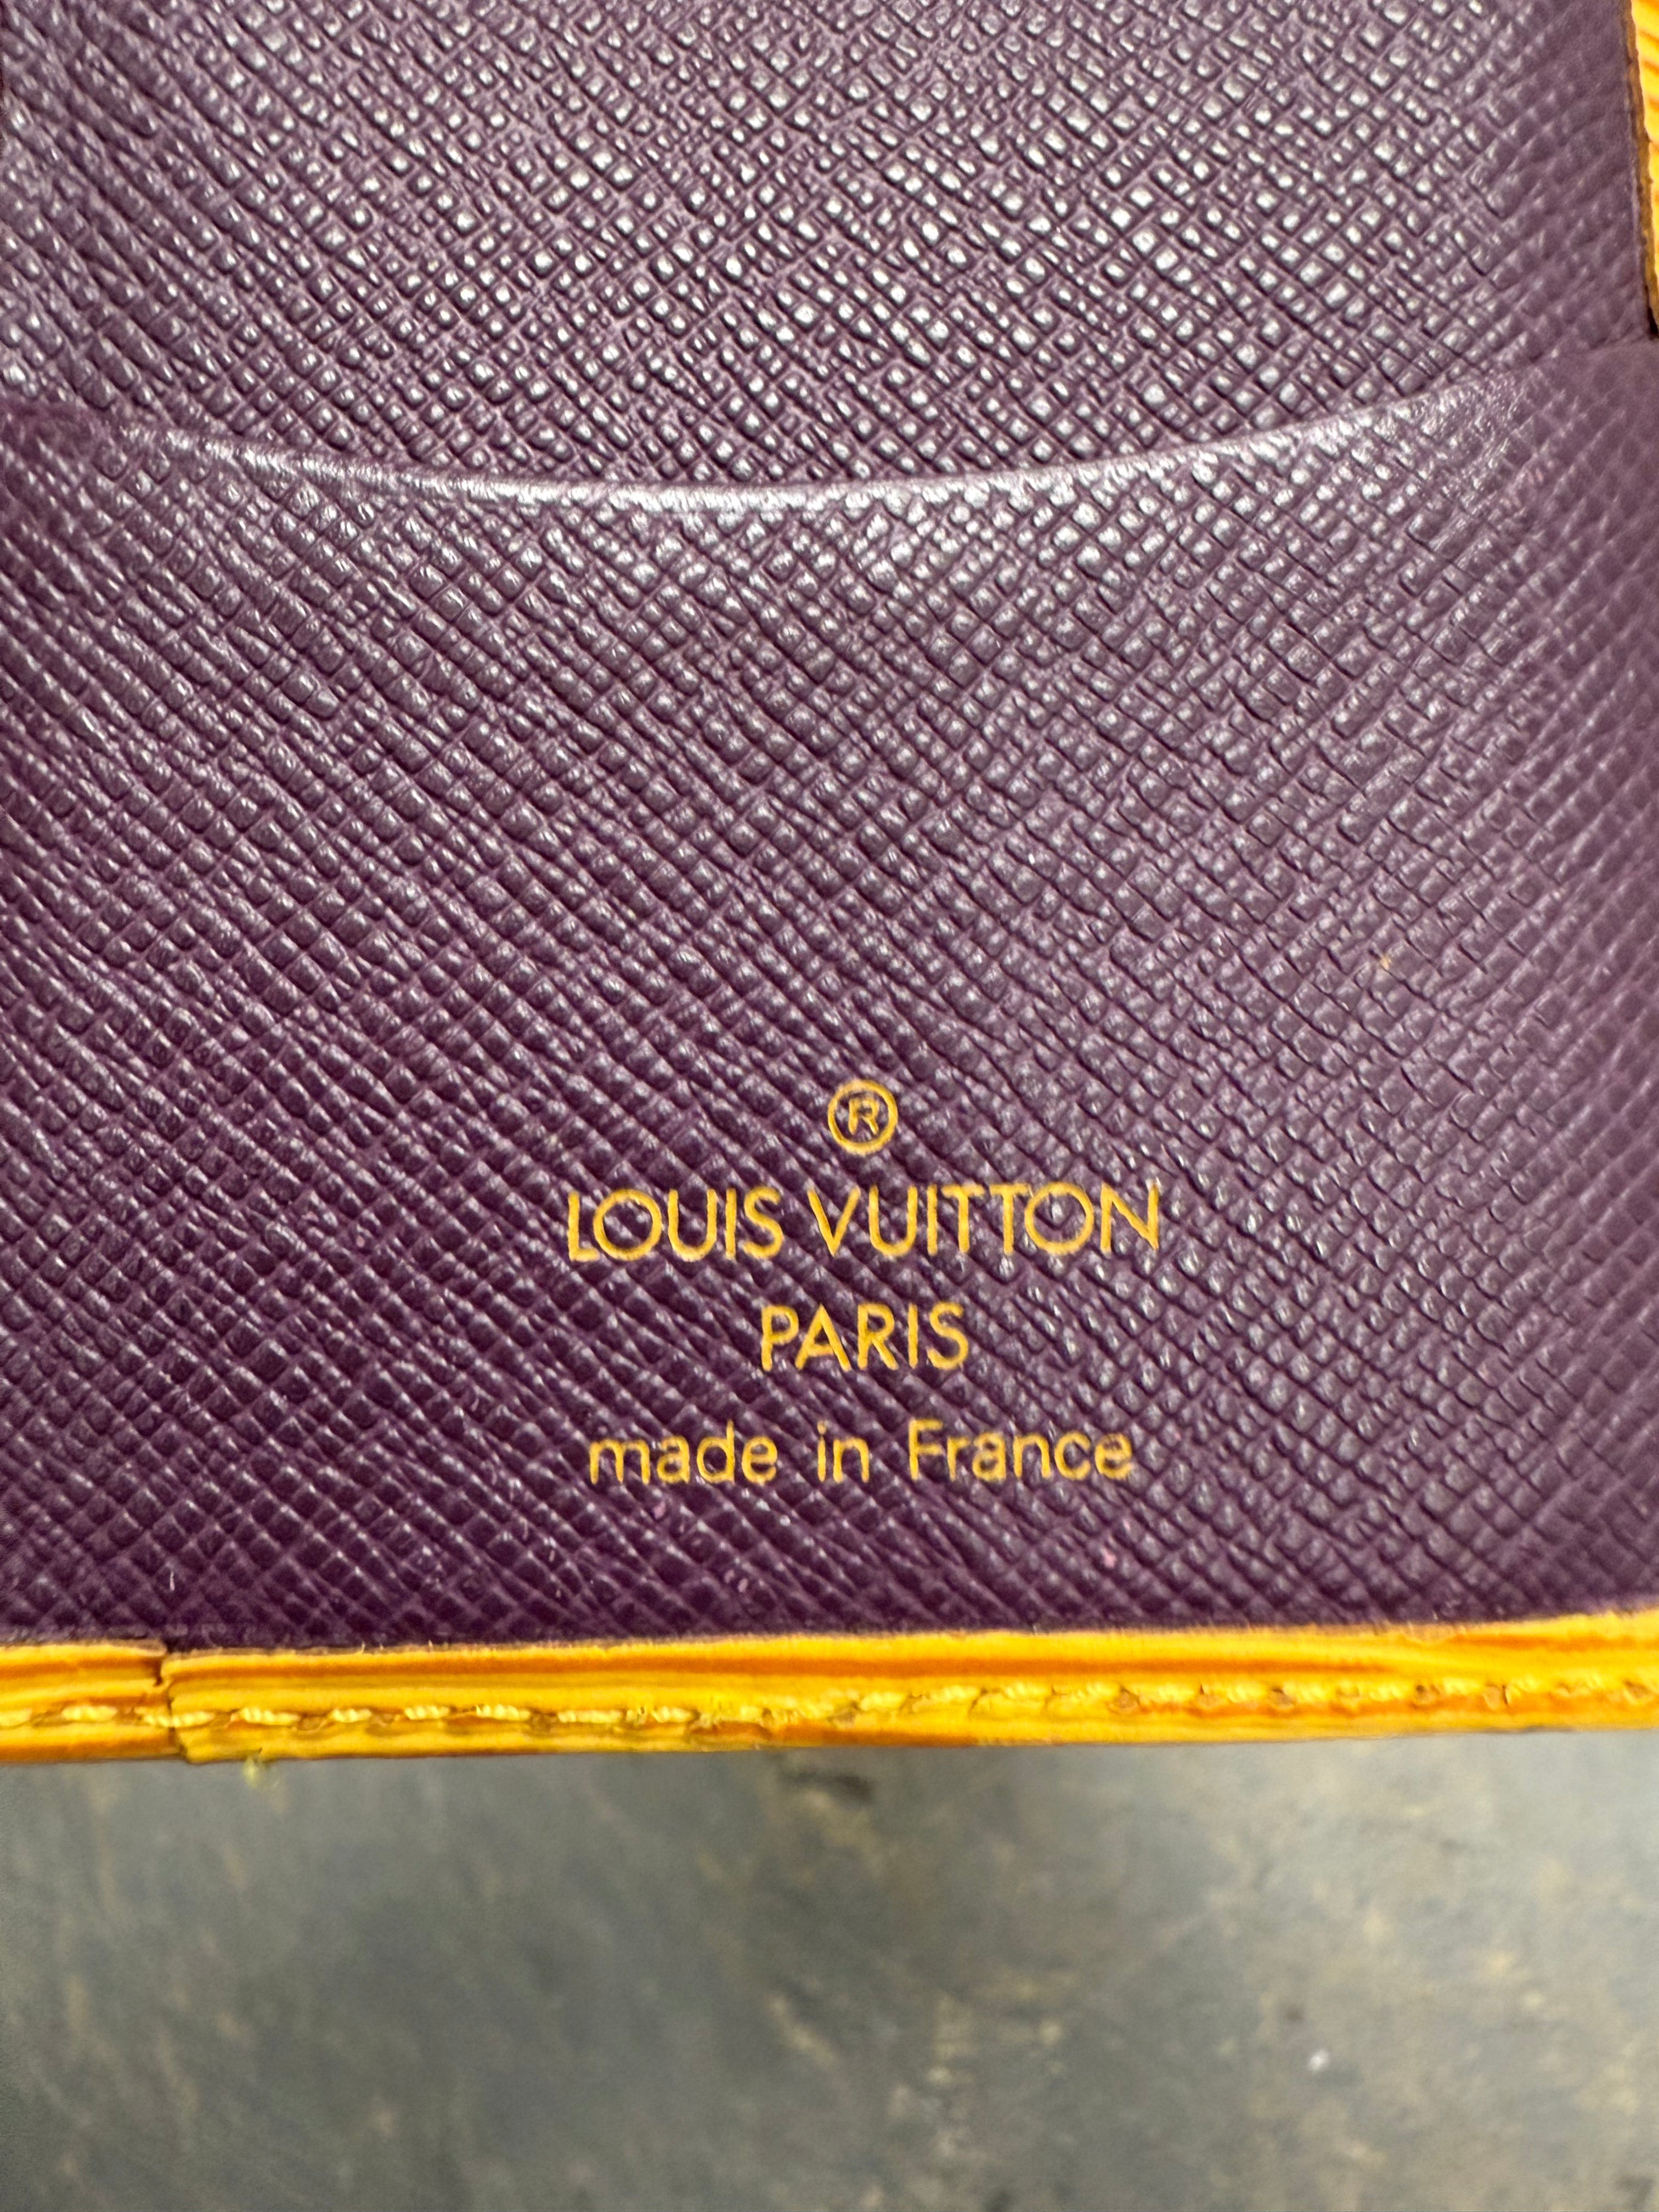 ®
LOUIS VUITTON
PARIS
made in France